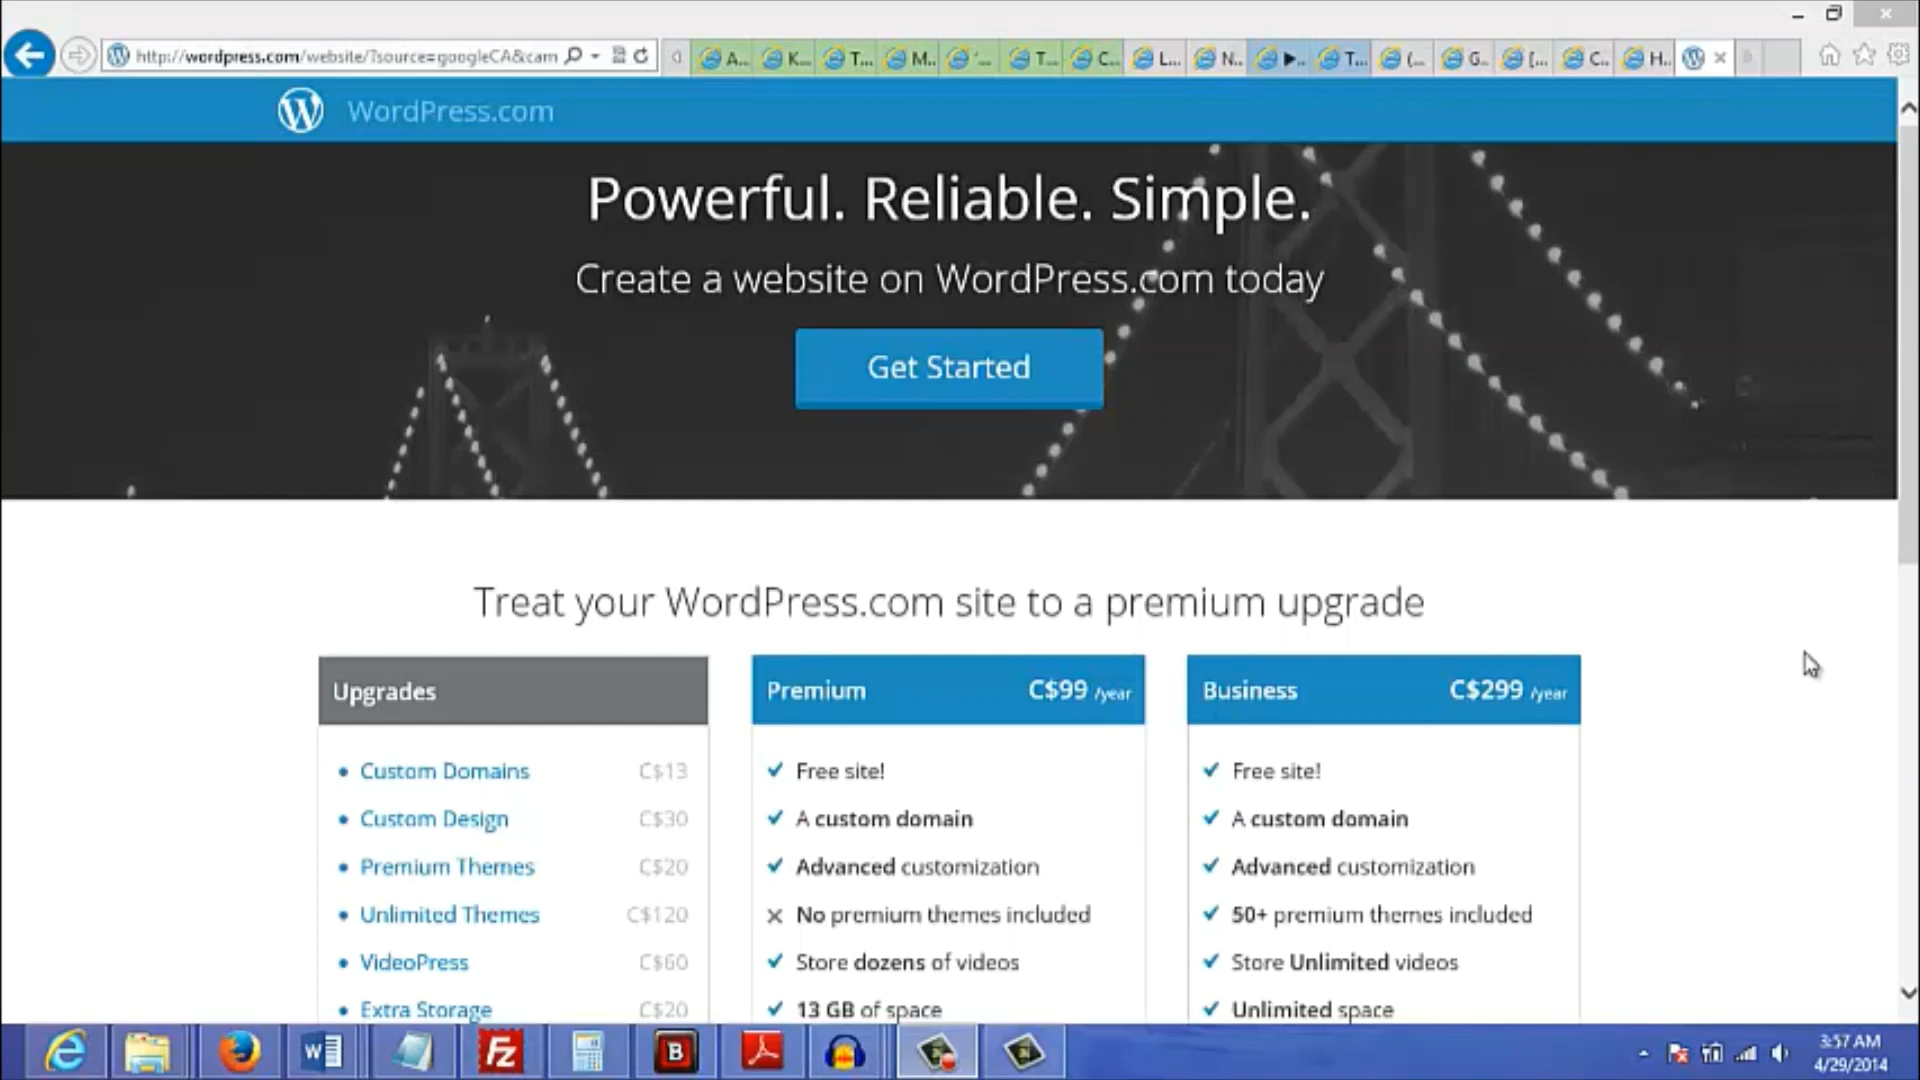 http://wordpress.com/website/?source=googleCA&cam
A...
K...
T...
M..
'...
T...
C...
L...
N..
T...
(...
G..
[...
C..
H..
WordPress.com
Powerful. Reliable. Simple.
Create a website on WordPress.com today
Get Started
Treat your WordPress.com site to a premium upgrade
Upgrades
Custom Domains C$13
Custom Design C$30
Premium Themes C$20
Unlimited Themes C$120
VideoPress C$60
Extra Storage C$20
Premium C$99 /year
Free site!
A custom domain
Advanced customization
No premium themes included
Store dozens of videos
13 GB of space
Business C$299 /year
Free site!
A custom domain
Advanced customization
50+ premium themes included
Store Unlimited videos
Unlimited space
3:57 AM
4/29/2014